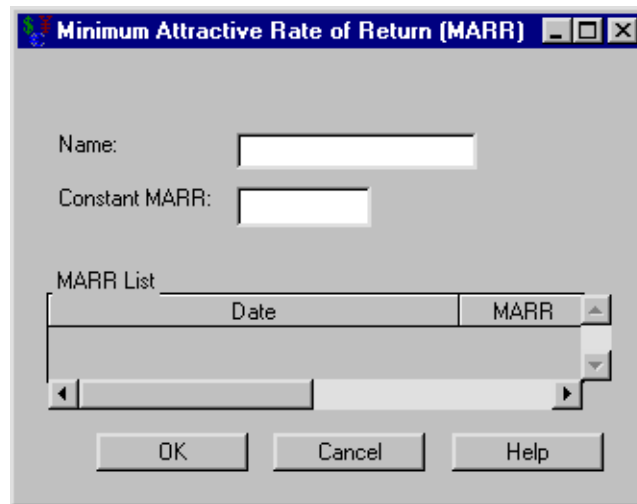 Minimum Attractive Rate of Return (MARR)
Name:
Constant MARR:
MARR List
Date MARR
OK Cancel Help